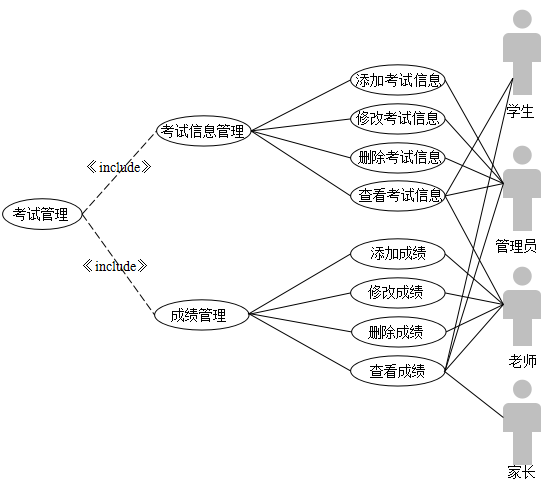 学生
添加考试信息
修改考试信息
考试信息管理
删除考试信息
《include》
查看考试信息
考试管理
管理员
添加成绩
《include》
修改成绩
成绩管理
删除成绩
老师
查看成绩
家长